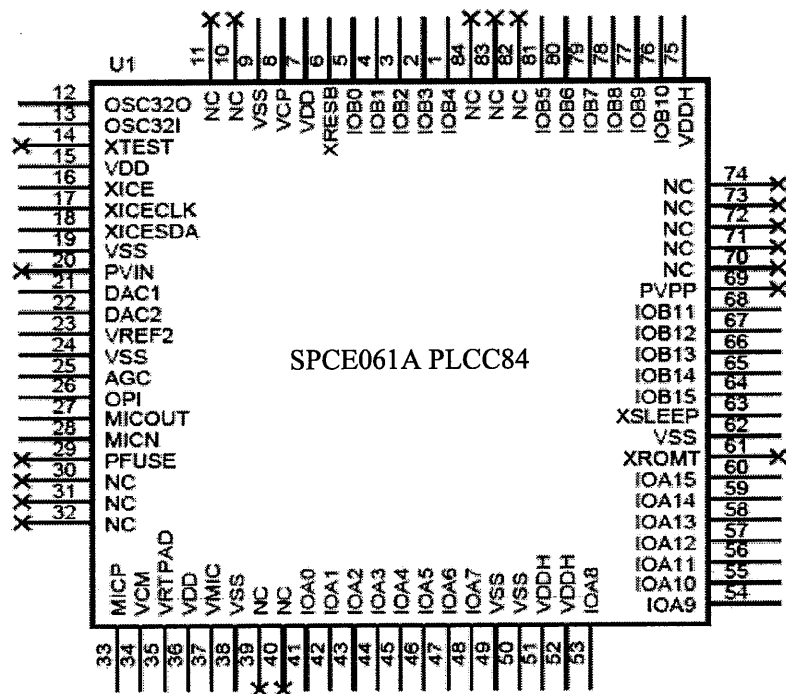 U1
11 10 9 8 7 6 5 4 3 2 1 84 83 82 81 80 79 78 77 76 75
NC NC VSS VCP VDD XRESB IOB0 IOB1 IOB2 IOB3 IOB4 NC NC NC IOB5 IOB6 IOB7 IOB8 IOB9 IOB10 VDDH
12 OSC32O
13 OSC32I
14 XTEST
15 VDD
16 XICE
17 XICECLK
18 XICESDA
19 VSS
20 PVIN
21 DAC1
22 DAC2
23 VREF2
24 VSS
25 AGC
26 OPI
27 MICOUT
28 MICN
29 PFUSE
30 NC
31 NC
32 NC
SPCE061A PLCC84
NC 74
NC 73
NC 72
NC 71
NC 70
PVPP 69
IOB11 68
IOB12 67
IOB13 66
IOB14 65
IOB15 64
XSLEEP 63
VSS 62
XROMT 61
IOA15 60
IOA14 59
IOA13 58
IOA12 57
IOA11 56
IOA10 55
IOA9 54
MICP VCM VRTPAD VDD VMIC VSS NC NC IOA0 IOA1 IOA2 IOA3 IOA4 IOA5 IOA6 IOA7 VSS VSS VDDH VDDH IOA8
33 34 35 36 37 38 39 40 41 42 43 44 45 46 47 48 49 50 51 52 53